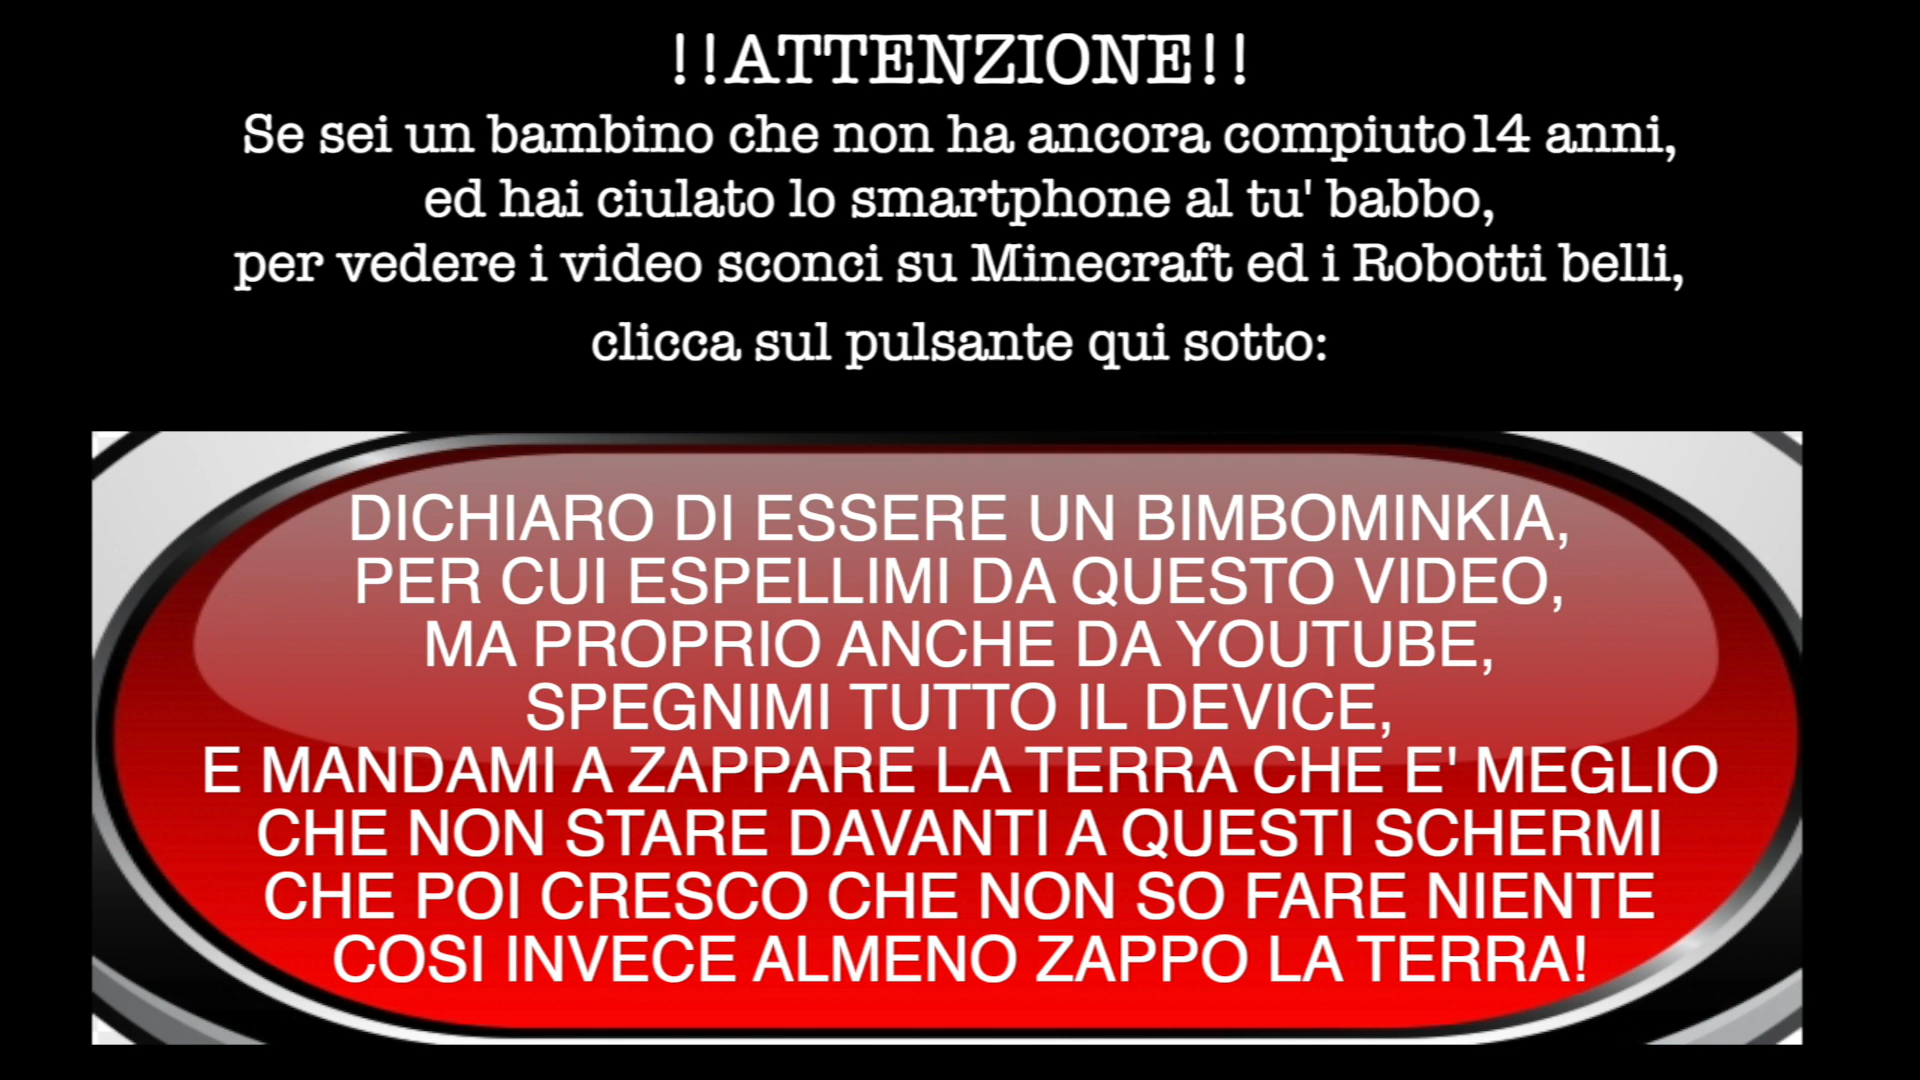 !!ATTENZIONE!!
Se sei un bambino che non ha ancora compiuto 14 anni,
ed hai ciulato lo smartphone al tu' babbo,
per vedere i video sconci su Minecraft ed i Robotti belli,
clicca sul pulsante qui sotto:
DICHIARO DI ESSERE UN BIMBOMINKIA,
PER CUI ESPELLIMI DA QUESTO VIDEO,
MA PROPRIO ANCHE DA YOUTUBE,
SPEGNIMI TUTTO IL DEVICE,
E MANDAMI A ZAPPARE LA TERRA CHE E' MEGLIO
CHE NON STARE DAVANTI A QUESTI SCHERMI
CHE POI CRESCO CHE NON SO FARE NIENTE
COSI INVECE ALMENO ZAPPO LA TERRA!